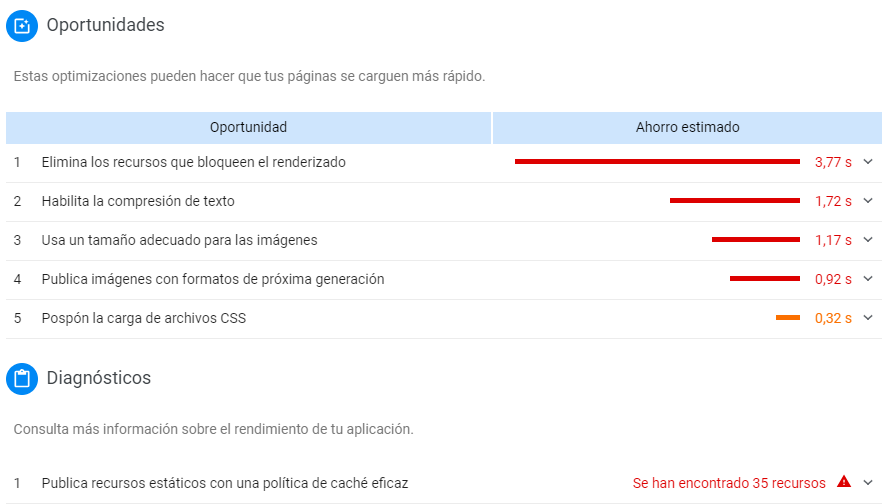 Oportunidades
Estas optimizaciones pueden hacer que tus páginas se carguen más rápido.
Oportunidad Ahorro estimado
1 Elimina los recursos que bloqueen el renderizado 3,77 s
2 Habilita la compresión de texto 1,72 s
3 Usa un tamaño adecuado para las imágenes 1,17 s
4 Publica imágenes con formatos de próxima generación 0,92 s
5 Pospón la carga de archivos CSS 0,32 s
Diagnósticos
Consulta más información sobre el rendimiento de tu aplicación.
1 Publica recursos estáticos con una política de caché eficaz Se han encontrado 35 recursos